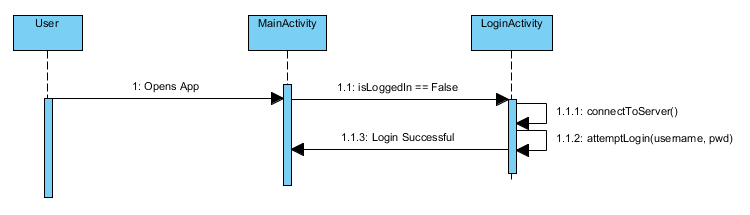 User
MainActivity
LoginActivity
1: Opens App
1.1: isLoggedIn == False
1.1.1: connectToServer()
1.1.3: Login Successful
1.1.2: attemptLogin(username, pwd)